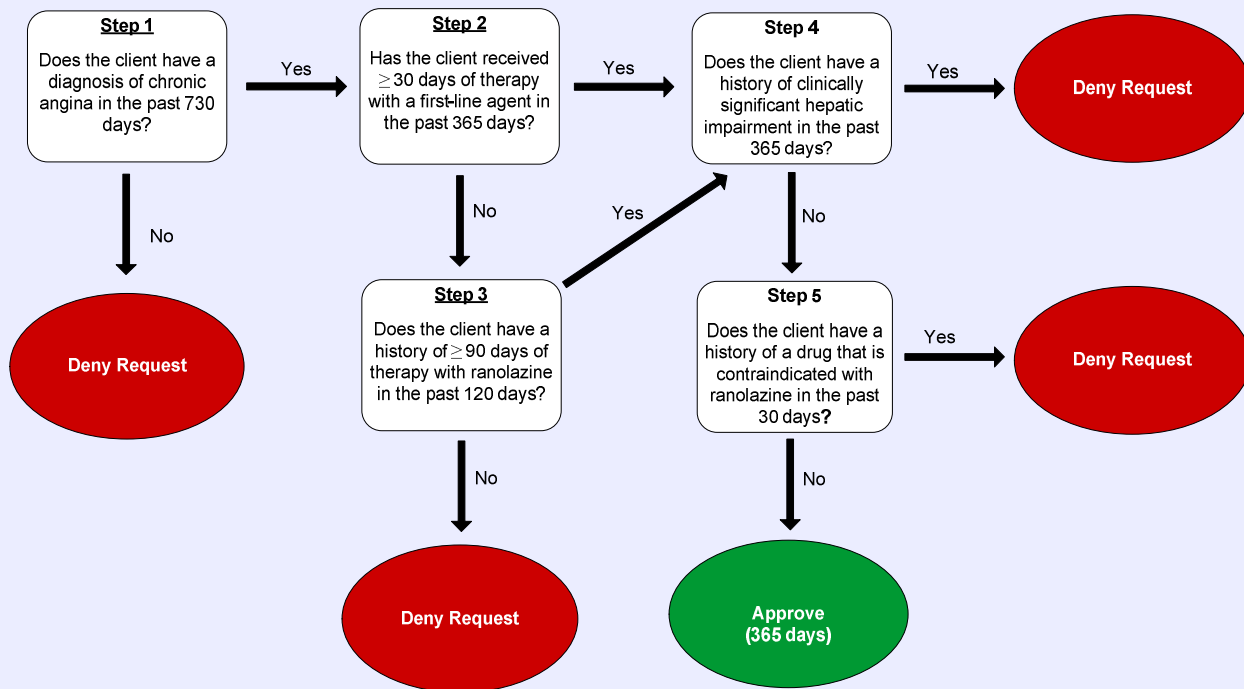 Step 1
Does the client have a
diagnosis of chronic
angina in the past 730
days?
Yes
Step 2
Has the client received
≥30 days of therapy
with a first-line agent in
the past 365 days?
Yes
Step 4
Does the client have a
history of clinically
significant hepatic
impairment in the past
365 days?
Yes
Deny Request
No
No
Yes
No
Deny Request
Step 3
Does the client have a
history of ≥90 days of
therapy with ranolazine
in the past 120 days?
Step 5
Does the client have a
history of a drug that is
contraindicated with
ranolazine in the past
30 days?
Yes
Deny Request
No
No
Deny Request
Approve
(365 days)